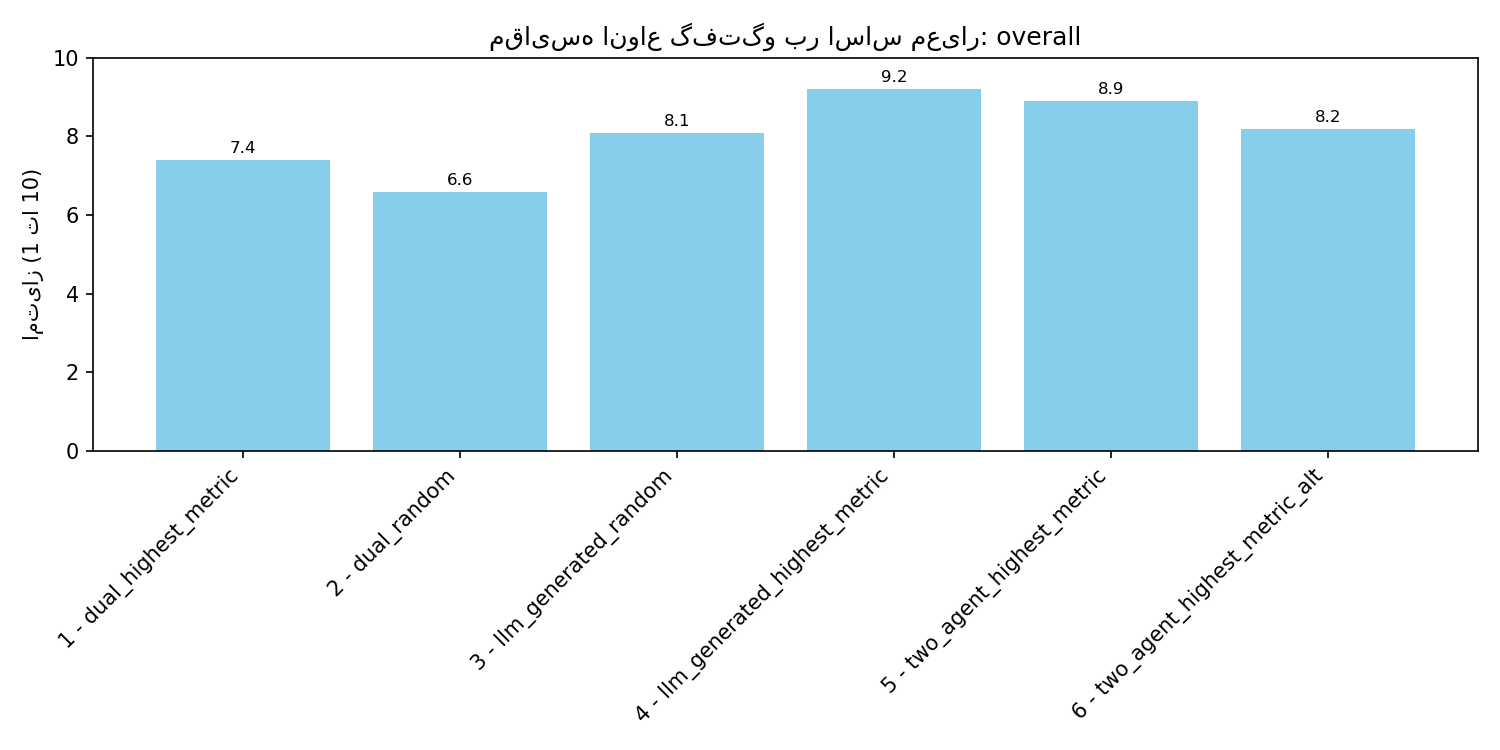 مقایسه انواع گفتگو بر اساس معیار: overall
امتیاز (1 تا 10)
10
8
6
4
2
0
7.4
6.6
8.1
9.2
8.9
8.2
1 - dual_highest_metric
2 - dual_random
3 - llm_generated_random
4 - llm_generated_highest_metric
5 - two_agent_highest_metric
6 - two_agent_highest_metric_alt